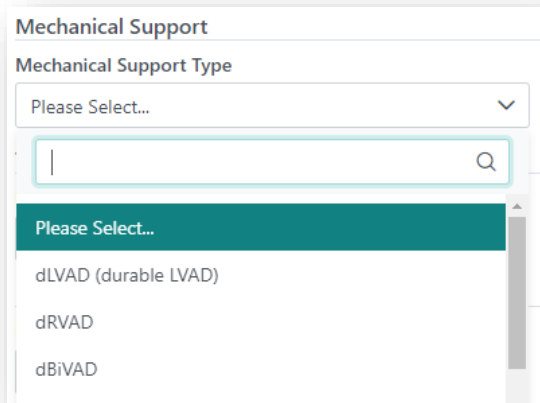 Mechanical Support
Mechanical Support Type
Please Select...
Please Select...
dLVAD (durable LVAD)
dRVAD
dBiVAD